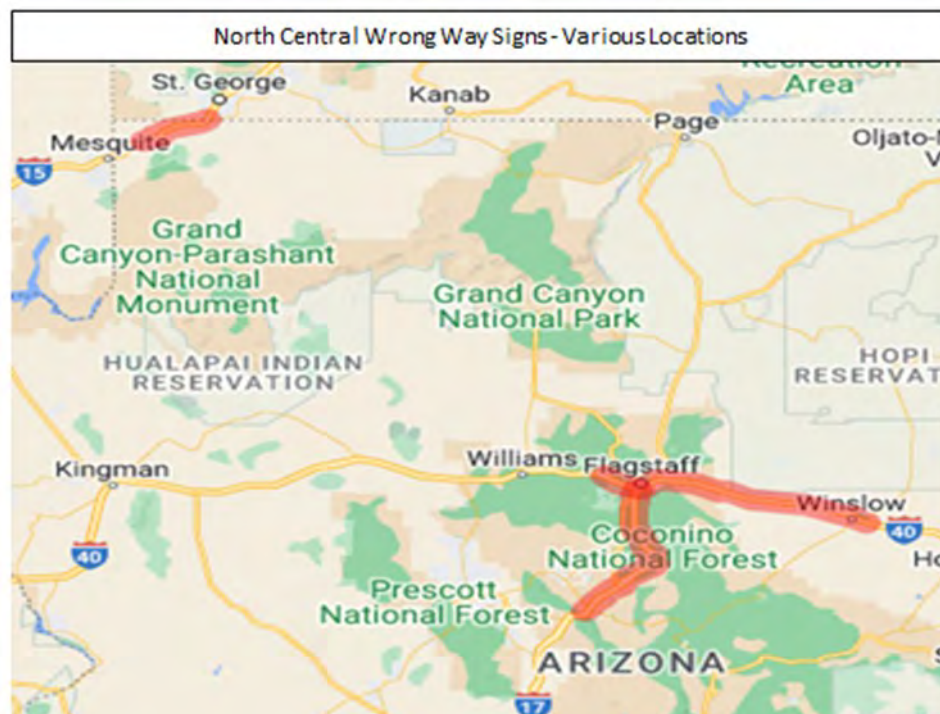 North Central Wrong Way Signs - Various Locations
Recreation
Area
St. George
Kanab
Page
Mesquite
15
Grand
Canyon-Parashant
National
Monument
Grand Canyon
National Park
HUALAPAI INDIAN
RESERVATION
HOPI
Kingman
Williams
Flagstaff
Winslow
40
40
Coconino
National Forest
Prescott
National Forest
ARIZONA
17